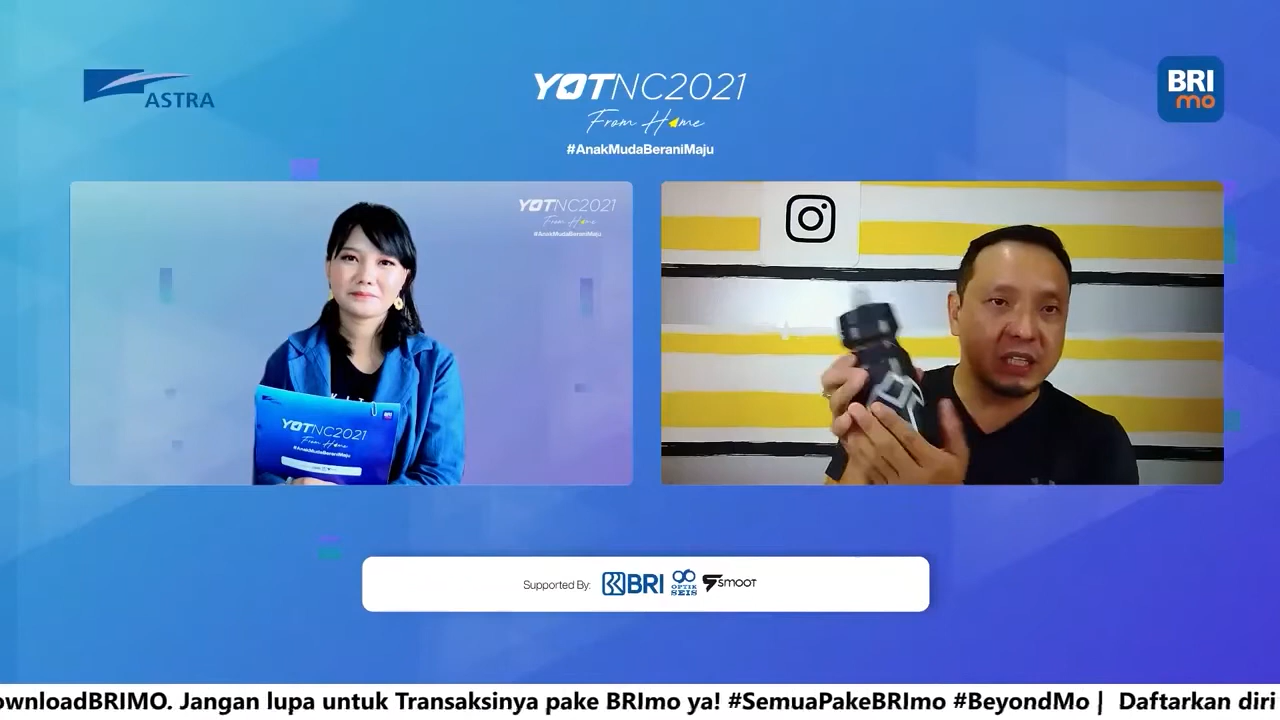 ASTRA
YOTNC2021
From Home
#AnakMudaBeraniMaju
BRI
mo
YOTNC2021
From Home
#AnakMudaBeraniMaju
YOTNC2021
From Home
#AnakMudaBeraniMaju
Supported By:
BRI
OPTIK
SEIS
SMOOT
ownloadBRIMO. Jangan lupa untuk Transaksinya pake BRImo ya! #SemuaPakeBRImo #BeyondMo | Daftarkan diri